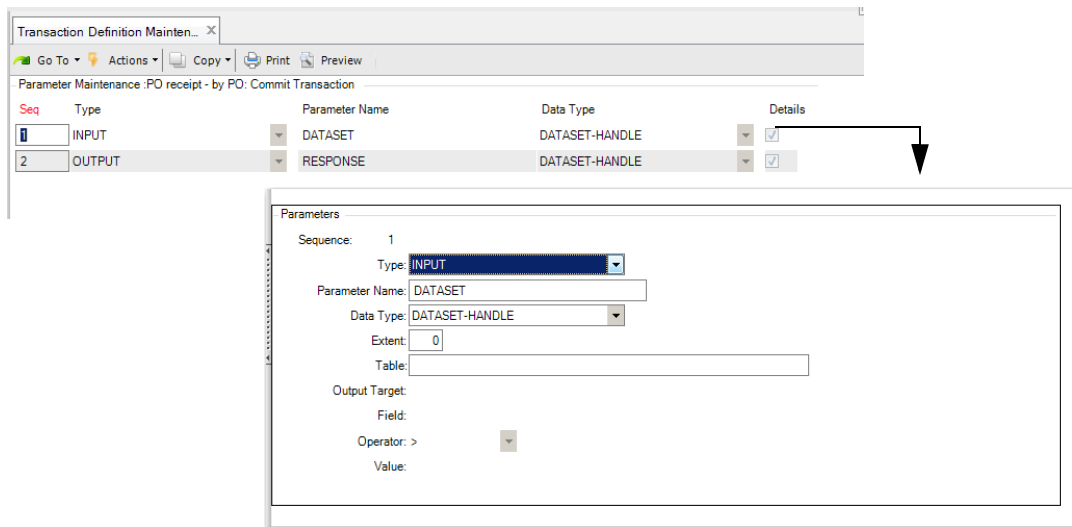 Transaction Definition Mainten... X
Go To Actions Copy Print Preview
Parameter Maintenance :PO receipt - by PO: Commit Transaction
Seq Type Parameter Name Data Type Details
1 INPUT DATASET DATASET-HANDLE
2 OUTPUT RESPONSE DATASET-HANDLE
Parameters
Sequence: 1
Type: INPUT
Parameter Name: DATASET
Data Type: DATASET-HANDLE
Extent: 0
Table:
Output Target:
Field:
Operator: >
Value: